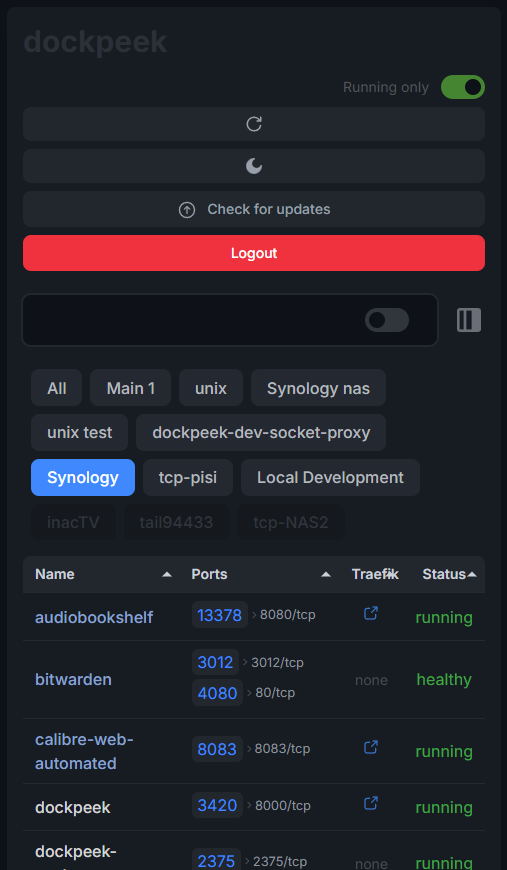 dockpeek
Running only
Check for updates
Logout
All Main 1 unix Synology nas
unix test dockpeek-dev-socket-proxy
Synology tcp-pisi Local Development
inacTV tail94433 tcp-NAS2
Name Ports Traefik Status
audiobookshelf 13378 › 8080/tcp running
bitwarden 3012 › 3012/tcp none healthy
4080 › 80/tcp
calibre-web-automated 8083 › 8083/tcp running
dockpeek 3420 › 8000/tcp running
dockpeek- 2375 › 2375/tcp none running